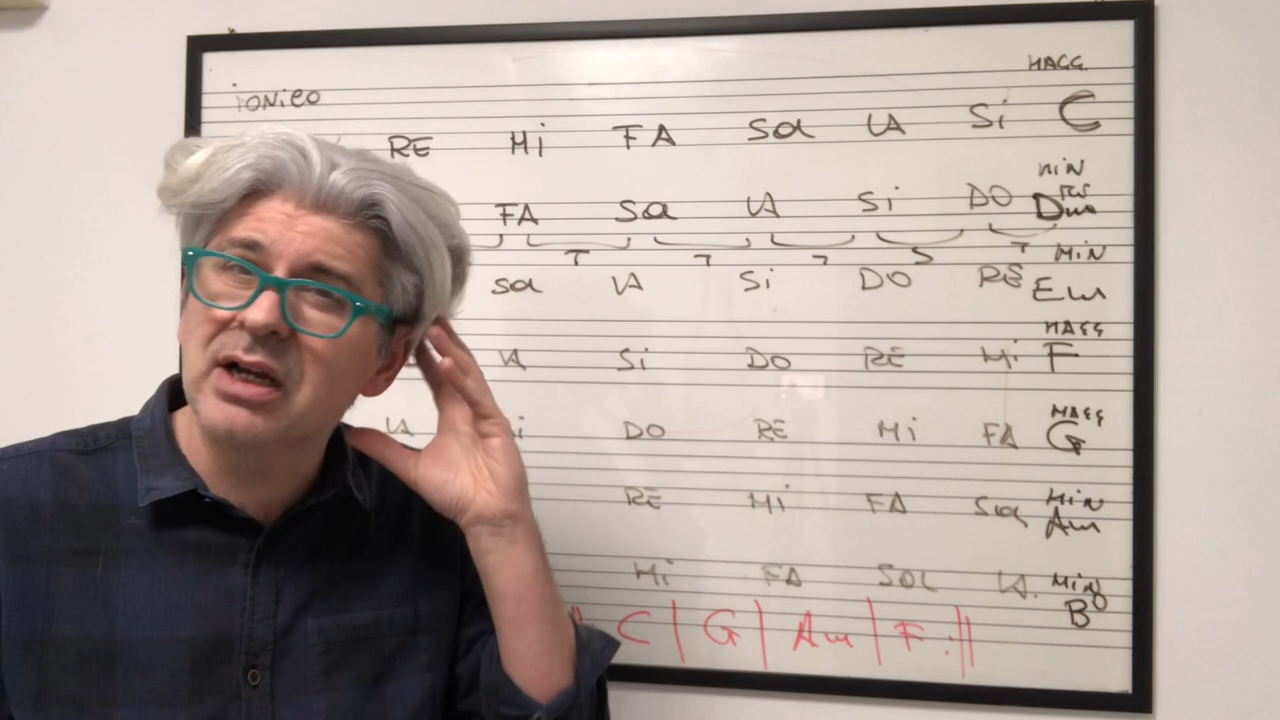 MAGG
ionico
RE Mi FA Sol LA Si C
MIN
FA Sol LA Si DO Dm
T T T S T MIN
Sol LA Si DO RE Em
MAGG
LA Si DO RE Mi F
MAGG
LA i DO RE Mi FA G
RE Mi FA Sol MIN
Am
Mi FA SOL LA. MIN
B
C | G | Am | F :||